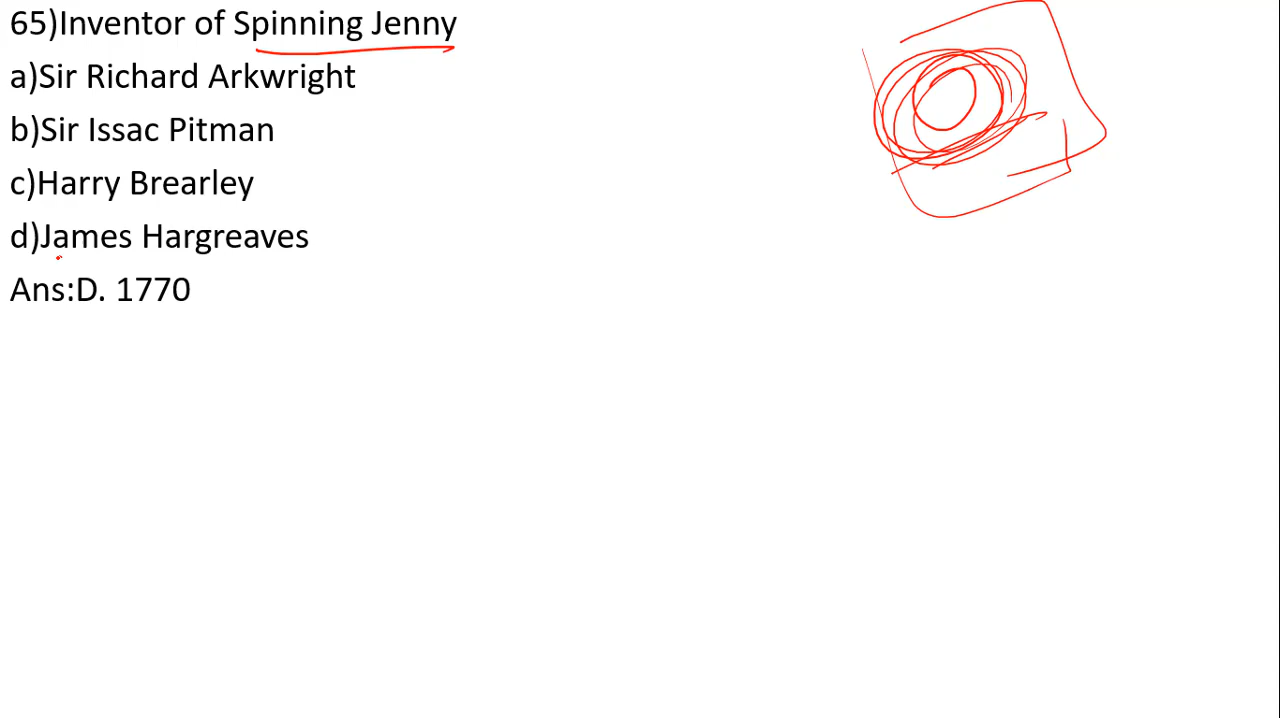 65)Inventor of Spinning Jenny
a)Sir Richard Arkwright
b)Sir Issac Pitman
c)Harry Brearley
d)James Hargreaves
Ans:D. 1770